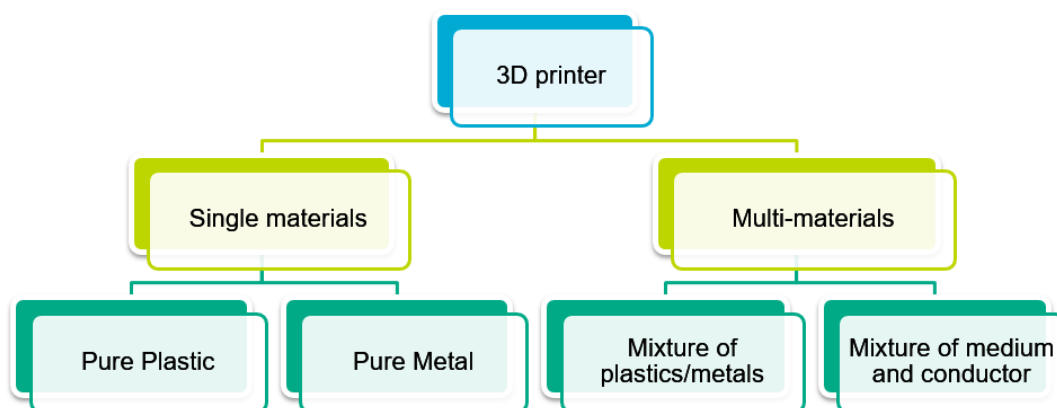 3D printer
Single materials
Multi-materials
Pure Plastic
Pure Metal
Mixture of
plastics/metals
Mixture of medium
and conductor